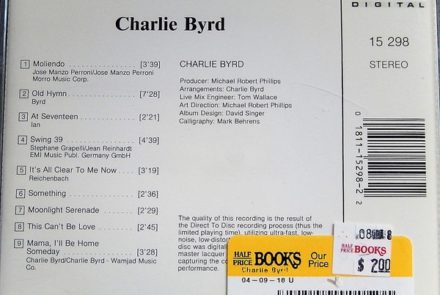 Charlie Byrd
DIGITAL
15 298
STEREO
1 Moliendo [3'39]
Jose Manzo Perroni/Jose Manzo Perroni
Morro Music Corp.
2 Old Hymn [7'28]
Byrd
3 At Seventeen [2'21]
Ian
4 Swing 39 [4'39]
Stephane Grapelli/Jean Reinhardt
EMI Music Publ. Germany GmbH
5 It's All Clear To Me Now [3'19]
Reichenbach
6 Something [2'36]
7 Moonlight Serenade [2'29]
8 This Can't Be Love [2'45]
9 Mama, I'll Be Home [3'28]
Someday
Charlie Byrd/Charlie Byrd - Wamjad Music
Co.
CHARLIE BYRD
Producer: Michael Robert Phillips
Arrangements: Charlie Byrd
Live Mix Engineer: Tom Wallace
Art Direction: Michael Robert Phillips
Album Design: David Singer
Calligraphy: Mark Behrens
The quality of this recording is the result of
the Direct To Disc recording process (thus the
limited playing time), utilizing ultra-fast, low-
noise, low-distor
disc was digitally
master lacquer
capturing the co
performance.
0 1811-15298-2 2
HALF
PRICE BOOKS Our
Price
Charlie Byrd
04-09-10 U
HALF
PRICE BOOKS
$ 2.00